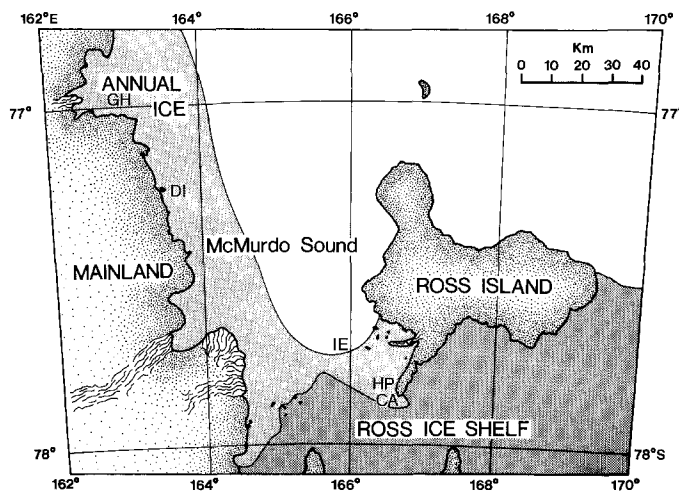 162°E 164° 166° 168° 170°
Km
0 10 20 30 40
ANNUAL
GH ICE
77° 77°
DI
McMurdo Sound
MAINLAND
ROSS ISLAND
IE
HP
CA
ROSS ICE SHELF
78° 78°S
162° 164° 166° 168° 170°